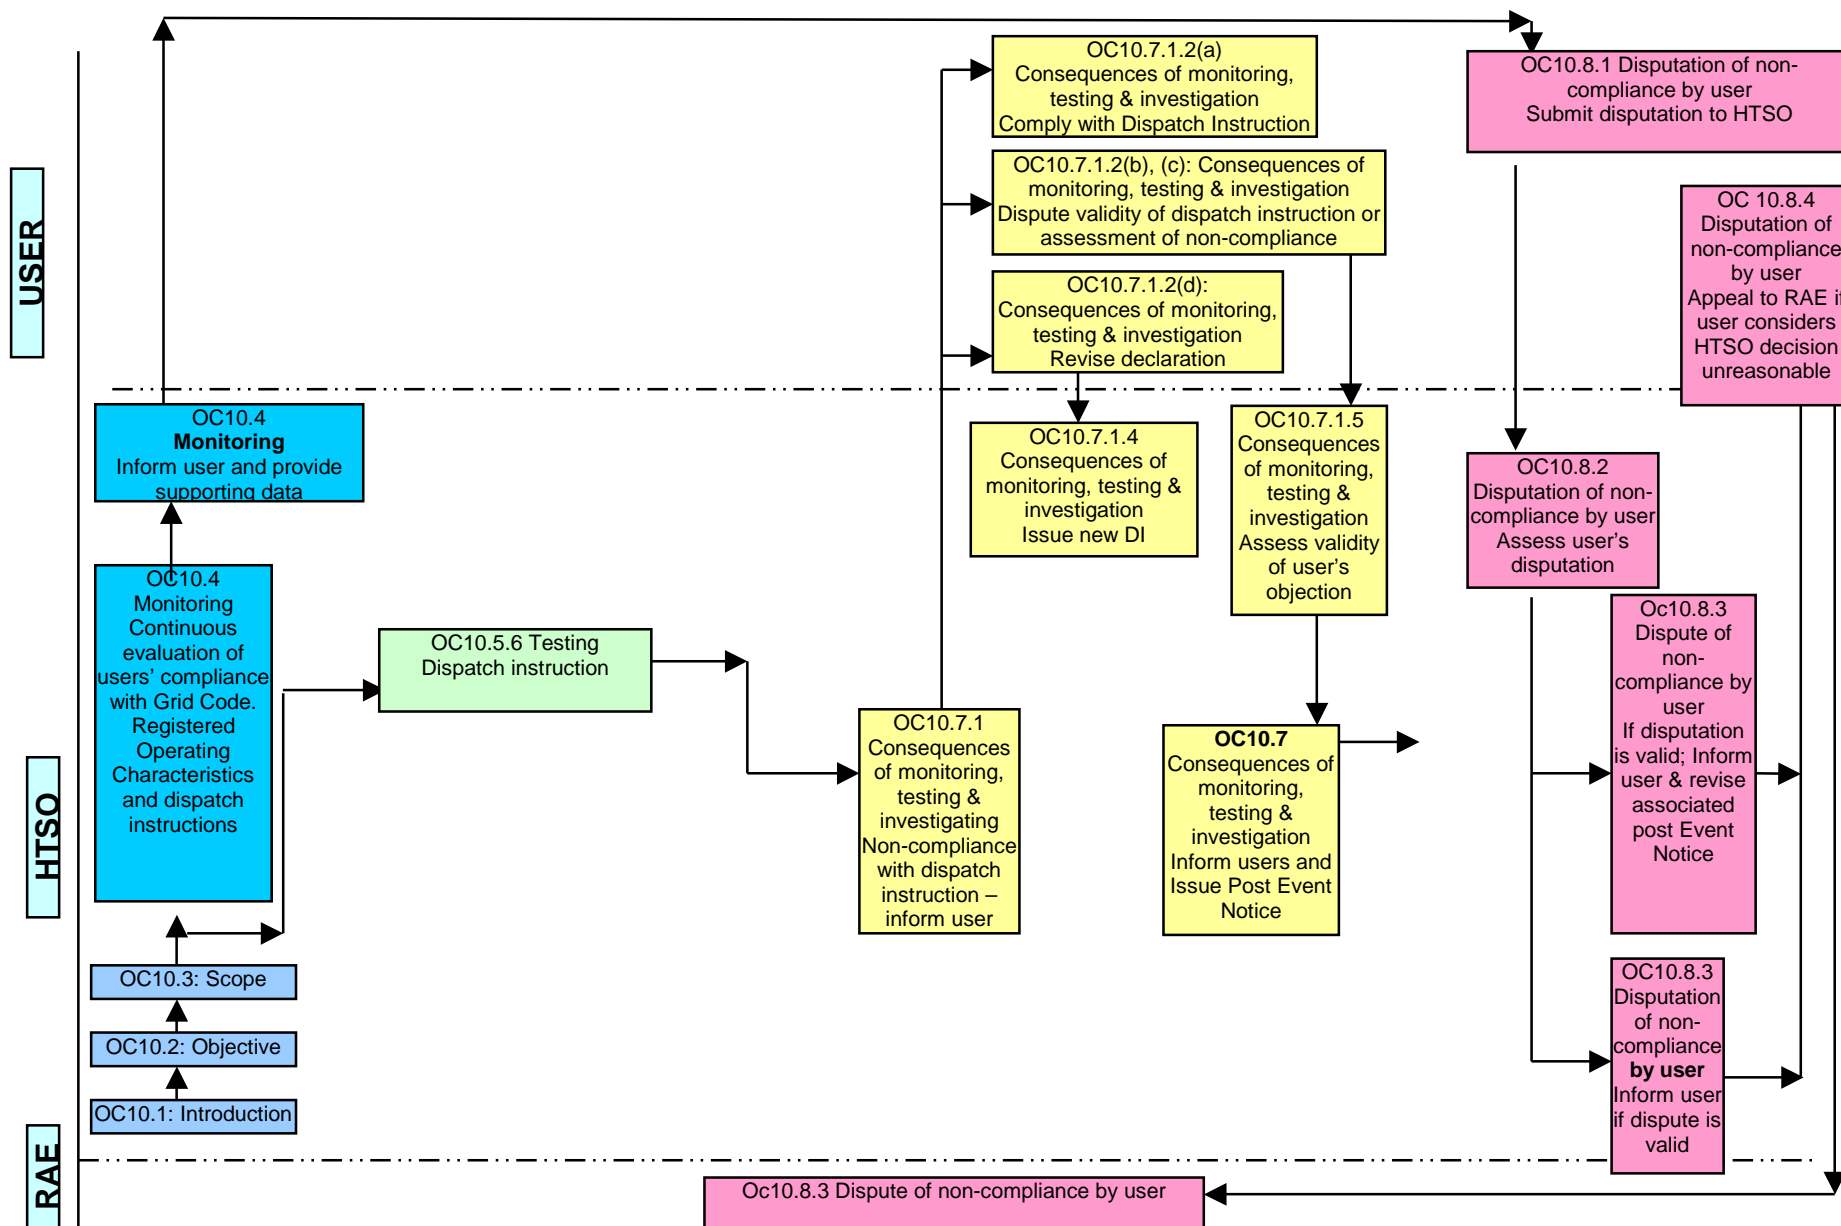 USER
HTSO
RAE
OC10.7.1.2(a)
Consequences of monitoring,
testing & investigation
Comply with Dispatch Instruction
OC10.7.1.2(b), (c): Consequences of
monitoring, testing & investigation
Dispute validity of dispatch instruction or
assessment of non-compliance
OC10.7.1.2(d):
Consequences of monitoring,
testing & investigation
Revise declaration
OC10.8.1 Disputation of non-
compliance by user
Submit disputation to HTSO
OC 10.8.4
Disputation of
non-compliance
by user
Appeal to RAE if
user considers
HTSO decision
unreasonable
OC10.4
Monitoring
Inform user and provide
supporting data
OC10.4
Monitoring
Continuous
evaluation of
users’ compliance
with Grid Code.
Registered
Operating
Characteristics
and dispatch
instructions
OC10.3: Scope
OC10.2: Objective
OC10.1: Introduction
OC10.5.6 Testing
Dispatch instruction
OC10.7.1
Consequences
of monitoring,
testing &
investigating
Non-compliance
with dispatch
instruction –
inform user
OC10.7.1.4
Consequences of
monitoring, testing &
investigation
Issue new DI
OC10.7.1.5
Consequences
of monitoring,
testing &
investigation
Assess validity
of user’s
objection
OC10.7
Consequences of
monitoring,
testing &
investigation
Inform users and
Issue Post Event
Notice
OC10.8.2
Disputation of non-
compliance by user
Assess user’s
disputation
Oc10.8.3
Dispute of
non-
compliance by
user
If disputation
is valid; Inform
user & revise
associated
post Event
Notice
OC10.8.3
Disputation
of non-
compliance
by user
Inform user
if dispute is
valid
Oc10.8.3 Dispute of non-compliance by user